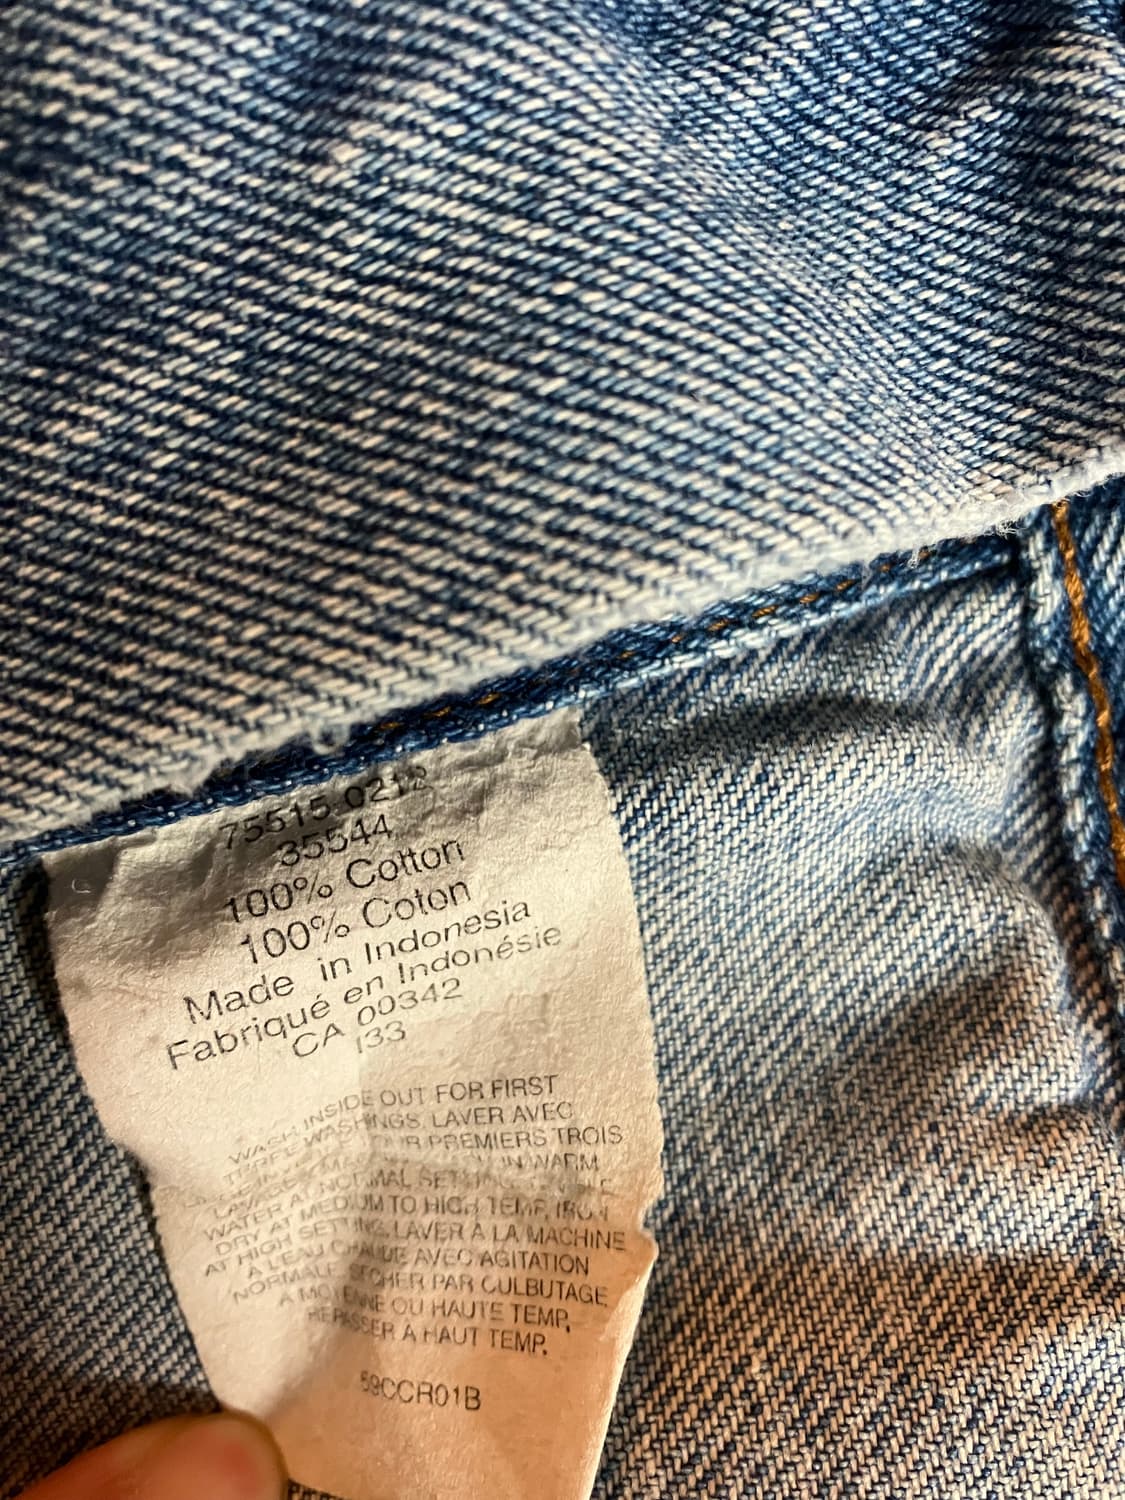 75515 0212
35544
100% Cotton
100% Coton
Made in Indonesia
Fabriqué en Indonésie
CA 00342
I33
WASH INSIDE OUT FOR FIRST
THREE WASHINGS. LAVER AVEC
PREMIERS TROIS
IN WARM
WATER AT NORMAL SETTING
DRY AT MEDIUM TO HIGH TEMP, IRON
AT HIGH SETTING. LAVER À LA MACHINE
À L'EAU CHAUDE AVEC AGITATION
NORMALE SÉCHER PAR CULBUTAGE
À MOYENNE OU HAUTE TEMP,
REPASSER À HAUT TEMP.
59CCR01B